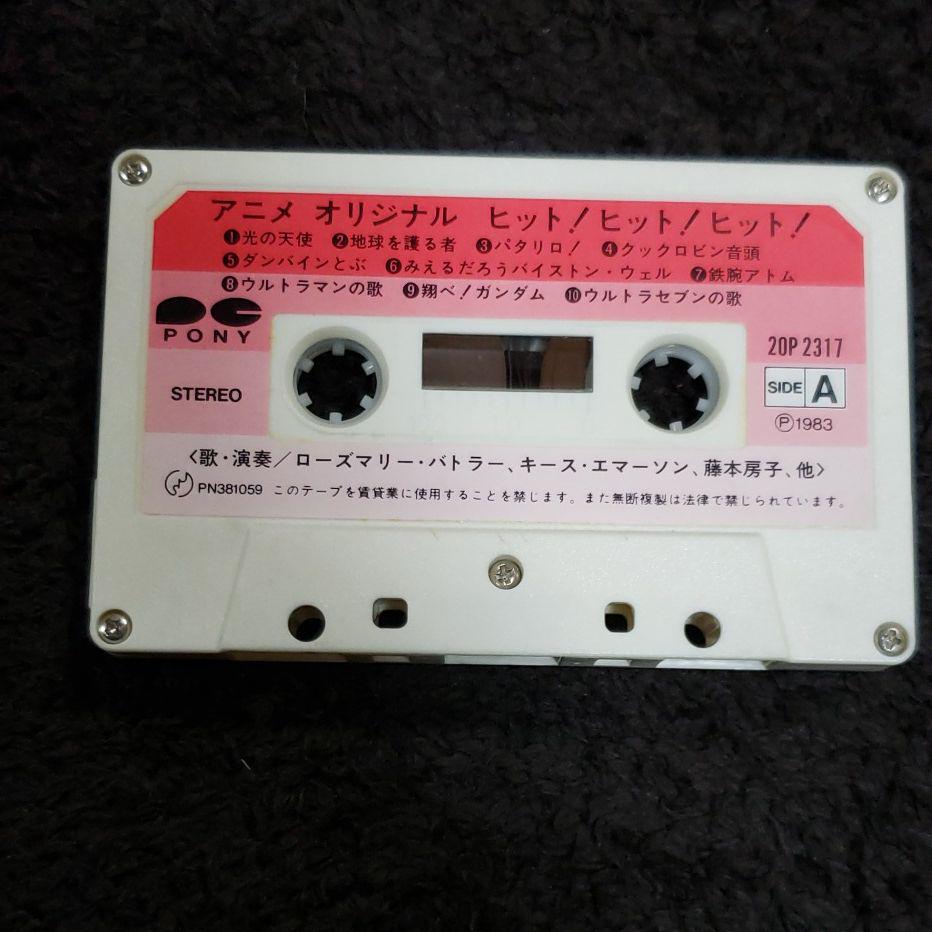 アニメ オリジナル ヒット！ヒット！ヒット！
❶光の天使 ❷地球を護る者 ❸パタリロ！ ❹クックロビン音頭
❺ダンバインとぶ ❻みえるだろうバイストン・ウェル ❼鉄腕アトム
❽ウルトラマンの歌 ❾翔べ！ガンダム ❿ウルトラセブンの歌
PONY
20P2317
STEREO
SIDE A
Ⓟ1983
〈歌・演奏／ローズマリー・バトラー、キース・エマーソン、藤本房子、他〉
PN381059 このテープを賃貸業に使用することを禁じます。また無断複製は法律で禁じられています。